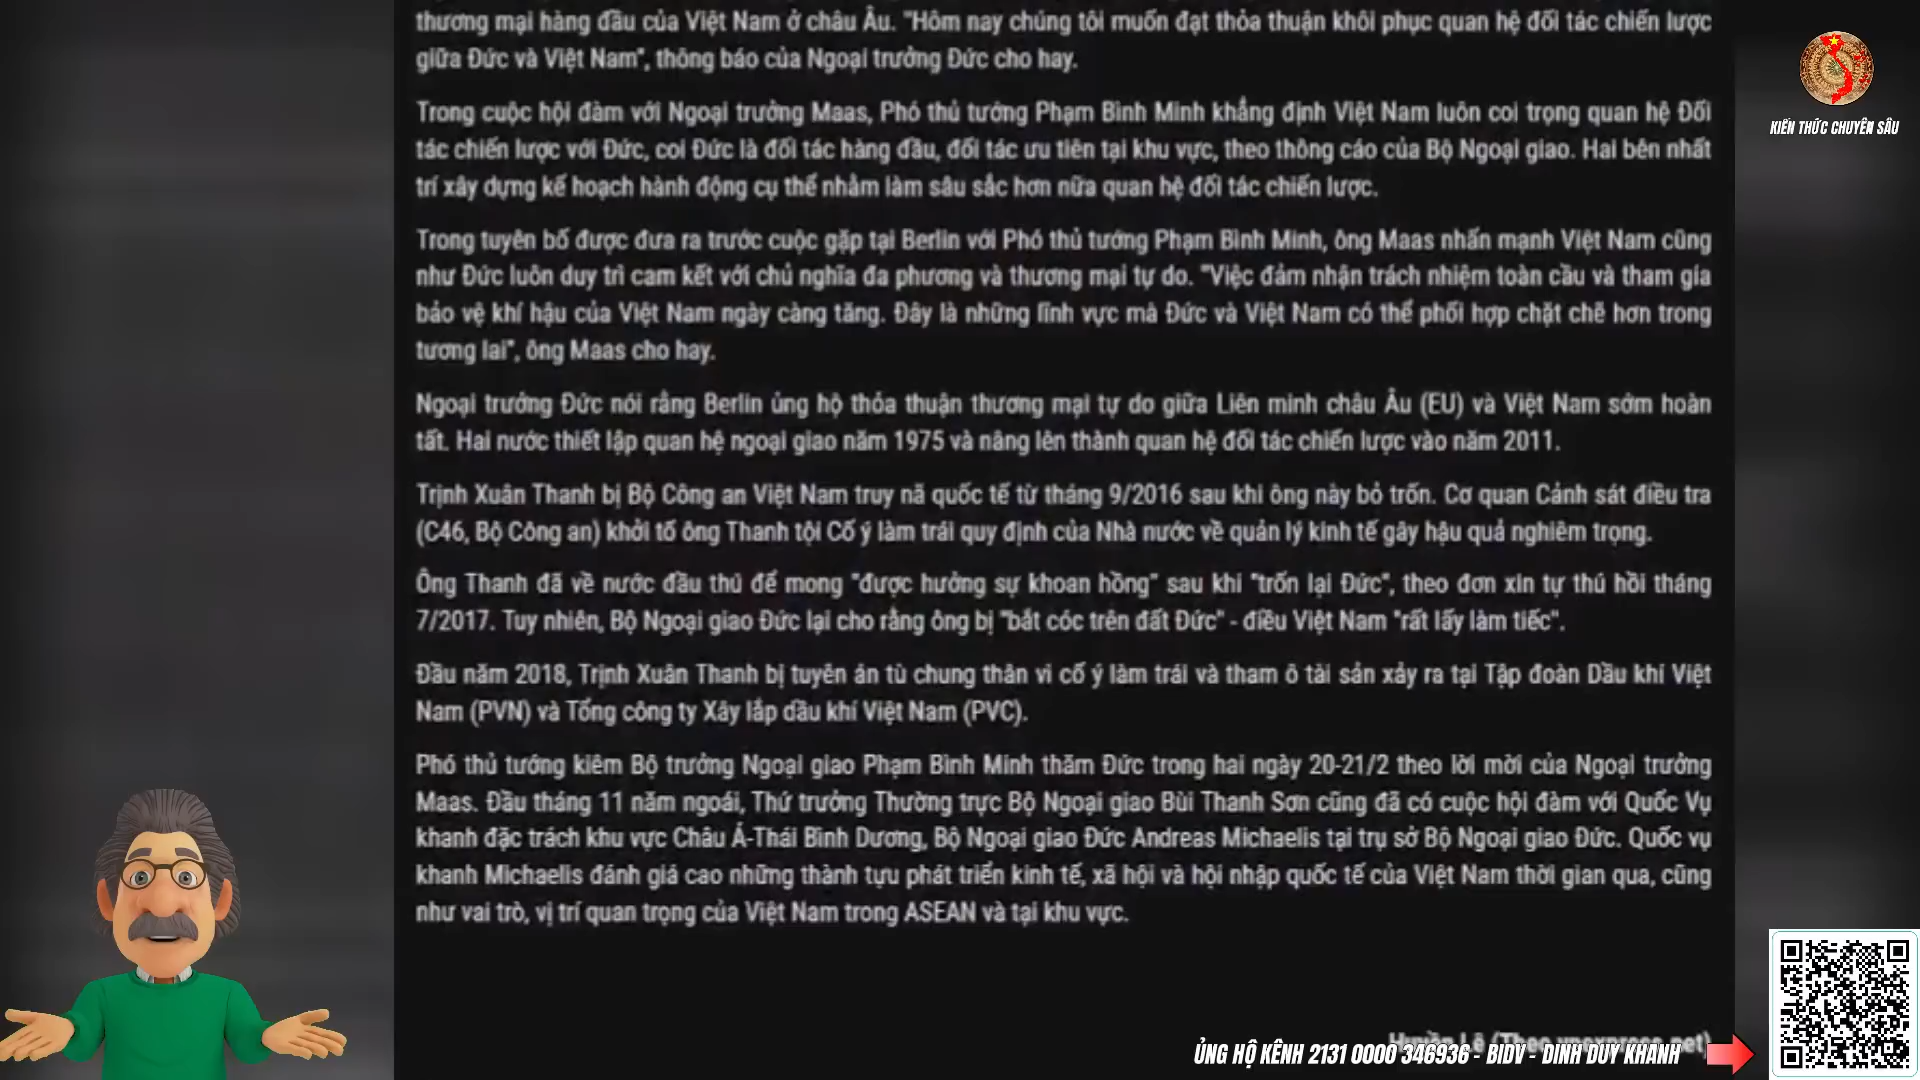 thương mại hàng đầu của Việt Nam ở châu Âu. "Hôm nay chúng tôi muốn đạt thỏa thuận khôi phục quan hệ đối tác chiến lược
giữa Đức và Việt Nam", thông báo của Ngoại trưởng Đức cho hay.
Trong cuộc hội đàm với Ngoại trưởng Maas, Phó thủ tướng Phạm Bình Minh khẳng định Việt Nam luôn coi trọng quan hệ Đối
tác chiến lược với Đức, coi Đức là đối tác hàng đầu, đối tác ưu tiên tại khu vực, theo thông cáo của Bộ Ngoại giao. Hai bên nhất
trí xây dựng kế hoạch hành động cụ thể nhằm làm sâu sắc hơn nữa quan hệ đối tác chiến lược.
Trong tuyên bố được đưa ra trước cuộc gặp tại Berlin với Phó thủ tướng Phạm Bình Minh, ông Maas nhấn mạnh Việt Nam cũng
như Đức luôn duy trì cam kết với chủ nghĩa đa phương và thương mại tự do. "Việc đảm nhận trách nhiệm toàn cầu và tham gia
bảo vệ khí hậu của Việt Nam ngày càng tăng. Đây là những lĩnh vực mà Đức và Việt Nam có thể phối hợp chặt chẽ hơn trong
tương lai", ông Maas cho hay.
Ngoại trưởng Đức nói rằng Berlin ủng hộ thỏa thuận thương mại tự do giữa Liên minh châu Âu (EU) và Việt Nam sớm hoàn
tất. Hai nước thiết lập quan hệ ngoại giao năm 1975 và nâng lên thành quan hệ đối tác chiến lược vào năm 2011.
Trịnh Xuân Thanh bị Bộ Công an Việt Nam truy nã quốc tế từ tháng 9/2016 sau khi ông này bỏ trốn. Cơ quan Cảnh sát điều tra
(C46, Bộ Công an) khởi tố ông Thanh tội Cố ý làm trái quy định của Nhà nước về quản lý kinh tế gây hậu quả nghiêm trọng.
Ông Thanh đã về nước đầu thú để mong "được hưởng sự khoan hồng" sau khi "trốn lại Đức", theo đơn xin tự thú hồi tháng
7/2017. Tuy nhiên, Bộ Ngoại giao Đức lại cho rằng ông bị "bắt cóc trên đất Đức" - điều Việt Nam "rất lấy làm tiếc".
Đầu năm 2018, Trịnh Xuân Thanh bị tuyên án tù chung thân vì cố ý làm trái và tham ô tài sản xảy ra tại Tập đoàn Dầu khí Việt
Nam (PVN) và Tổng công ty Xây lắp dầu khí Việt Nam (PVC).
Phó thủ tướng kiêm Bộ trưởng Ngoại giao Phạm Bình Minh thăm Đức trong hai ngày 20-21/2 theo lời mời của Ngoại trưởng
Maas. Đầu tháng 11 năm ngoái, Thứ trưởng Thường trực Bộ Ngoại giao Bùi Thanh Sơn cũng đã có cuộc hội đàm với Quốc Vụ
khanh đặc trách khu vực Châu Á-Thái Bình Dương, Bộ Ngoại giao Đức Andreas Michaelis tại trụ sở Bộ Ngoại giao Đức. Quốc vụ
khanh Michaelis đánh giá cao những thành tựu phát triển kinh tế, xã hội và hội nhập quốc tế của Việt Nam thời gian qua, cũng
như vai trò, vị trí quan trọng của Việt Nam trong ASEAN và tại khu vực.
KIẾN THỨC CHUYÊN SÂU
ỦNG HỘ KÊNH 2131 0000 346936 - BIDV - DINH DUY KHANH